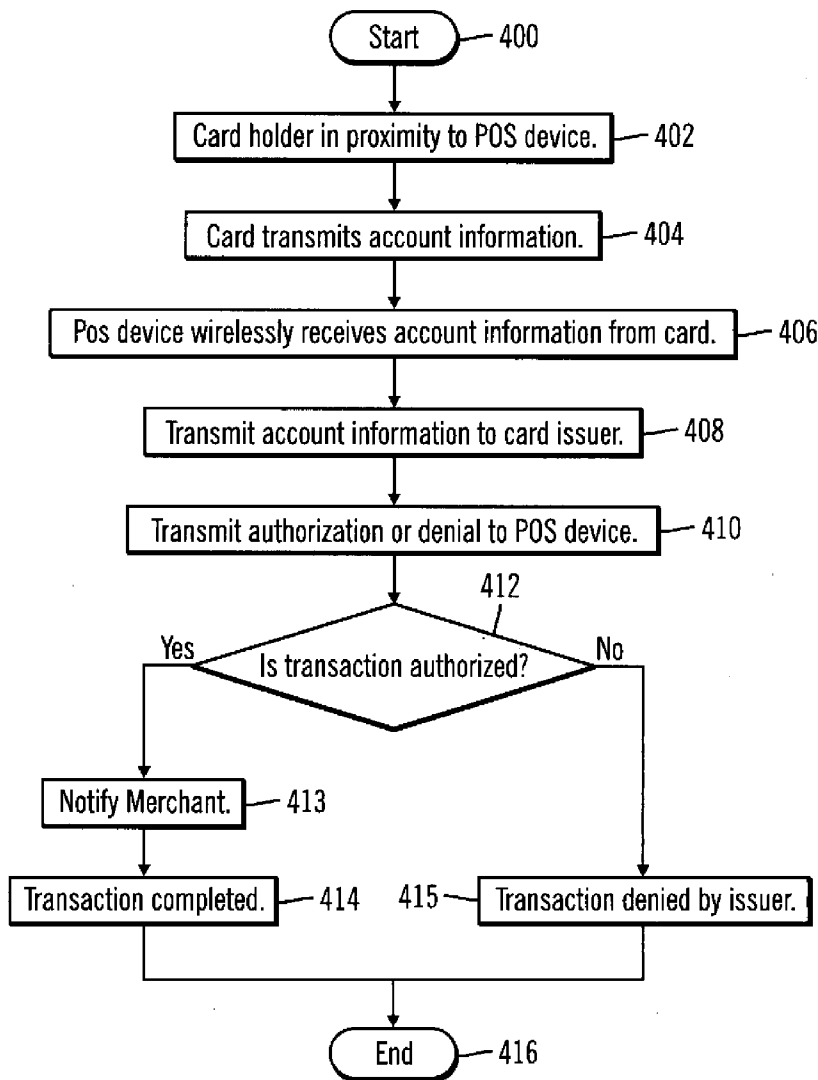 Start 400
Card holder in proximity to POS device. 402
Card transmits account information. 404
Pos device wirelessly receives account information from card. 406
Transmit account information to card issuer. 408
Transmit authorization or denial to POS device. 410
412
Yes Is transaction authorized? No
Notify Merchant. 413
Transaction completed. 414 415 Transaction denied by issuer.
End 416